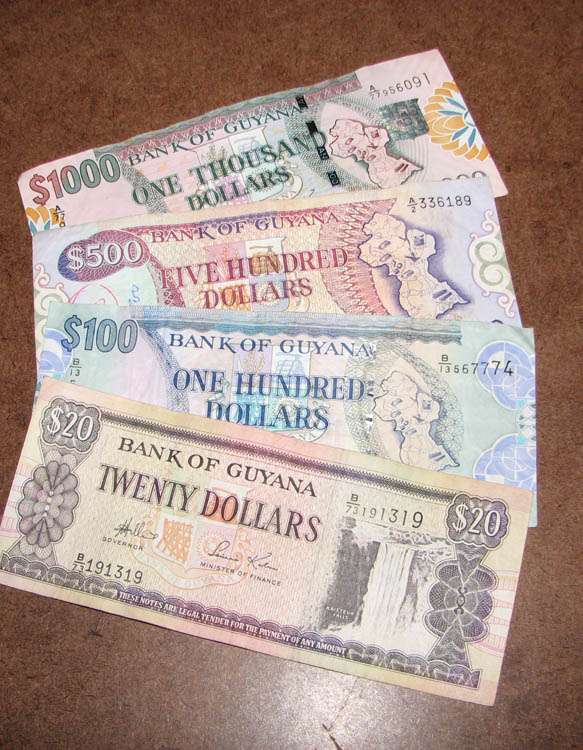 $1000
BANK OF GUYANA
ONE THOUSAND
DOLLARS
A/77 956091
$500
BANK OF GUYANA
FIVE HUNDRED
DOLLARS
A/2 336189
$100
BANK OF GUYANA
ONE HUNDRED
DOLLARS
B/13 567774
$20
BANK OF GUYANA
TWENTY DOLLARS
B/73 191319
$20
GOVERNOR
MINISTER OF FINANCE
B/73 191319
KAIETEUR
FALLS
THESE NOTES ARE LEGAL TENDER FOR THE PAYMENT OF ANY AMOUNT